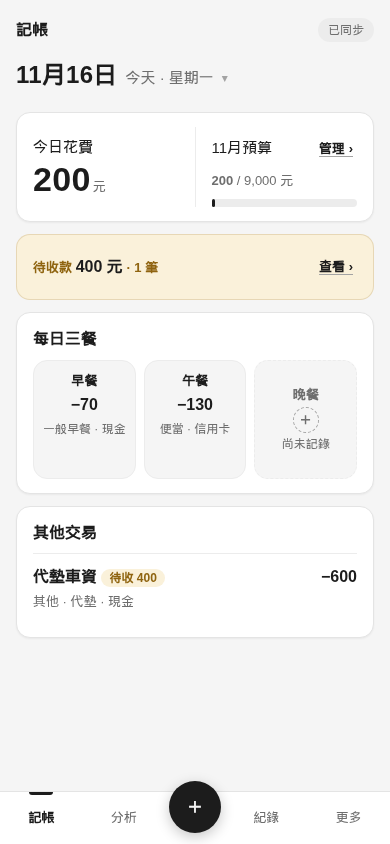 記帳
已同步
11月16日 今天 · 星期一 ▼
今日花費
200 元
11月預算
管理 ›
200 / 9,000 元
待收款 400 元 · 1 筆
查看 ›
每日三餐
早餐
−70
一般早餐 · 現金
午餐
−130
便當 · 信用卡
晚餐
+
尚未記錄
其他交易
代墊車資 待收 400
−600
其他 · 代墊 · 現金
記帳
分析
+
紀錄
更多